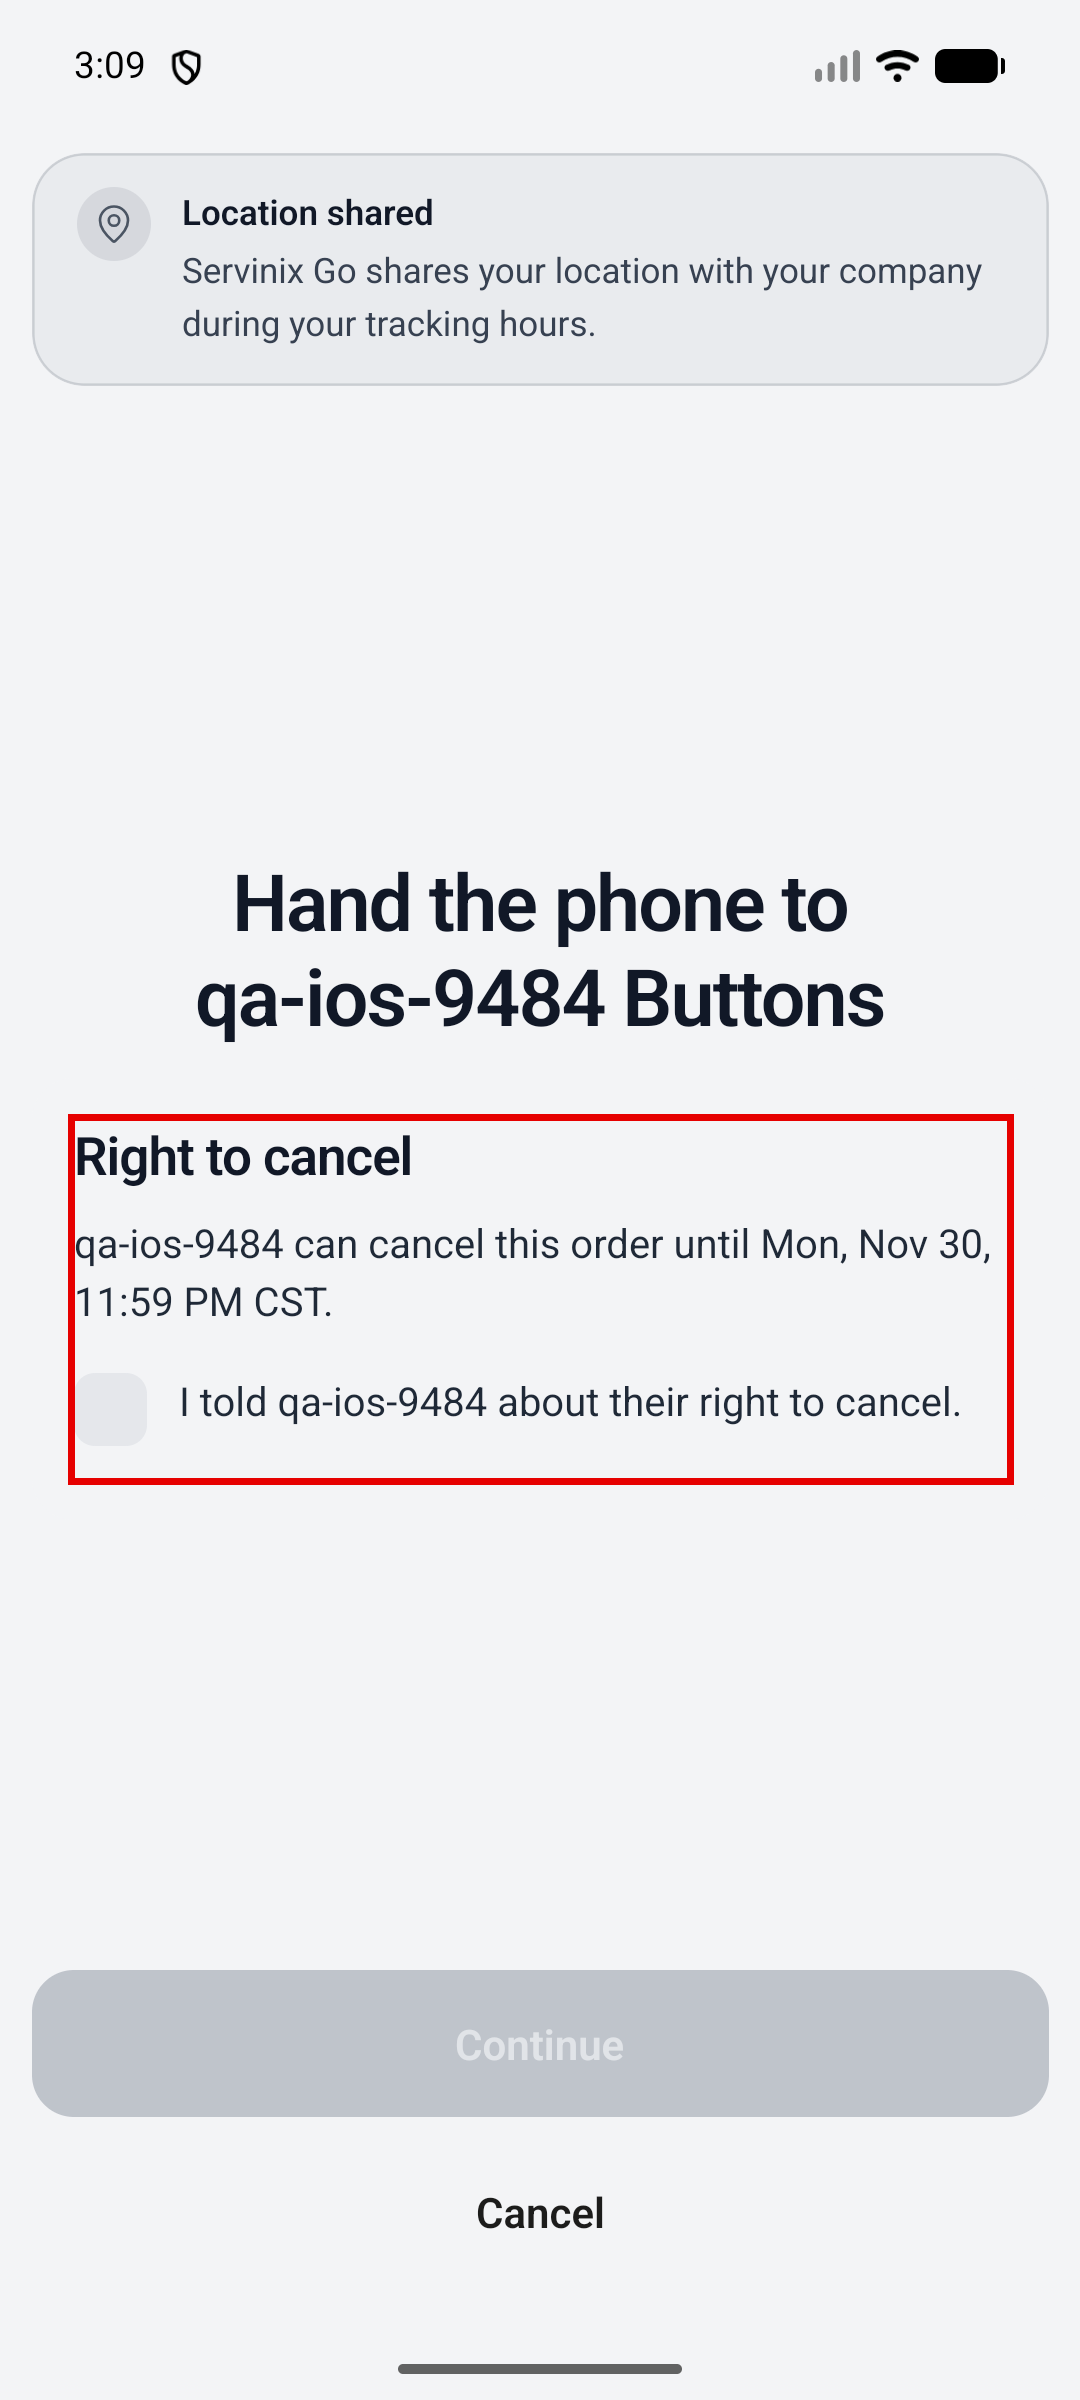 3:09
Location shared
Servinix Go shares your location with your company
during your tracking hours.
Hand the phone to
qa-ios-9484 Buttons
Right to cancel
qa-ios-9484 can cancel this order until Mon, Nov 30,
11:59 PM CST.
I told qa-ios-9484 about their right to cancel.
Continue
Cancel